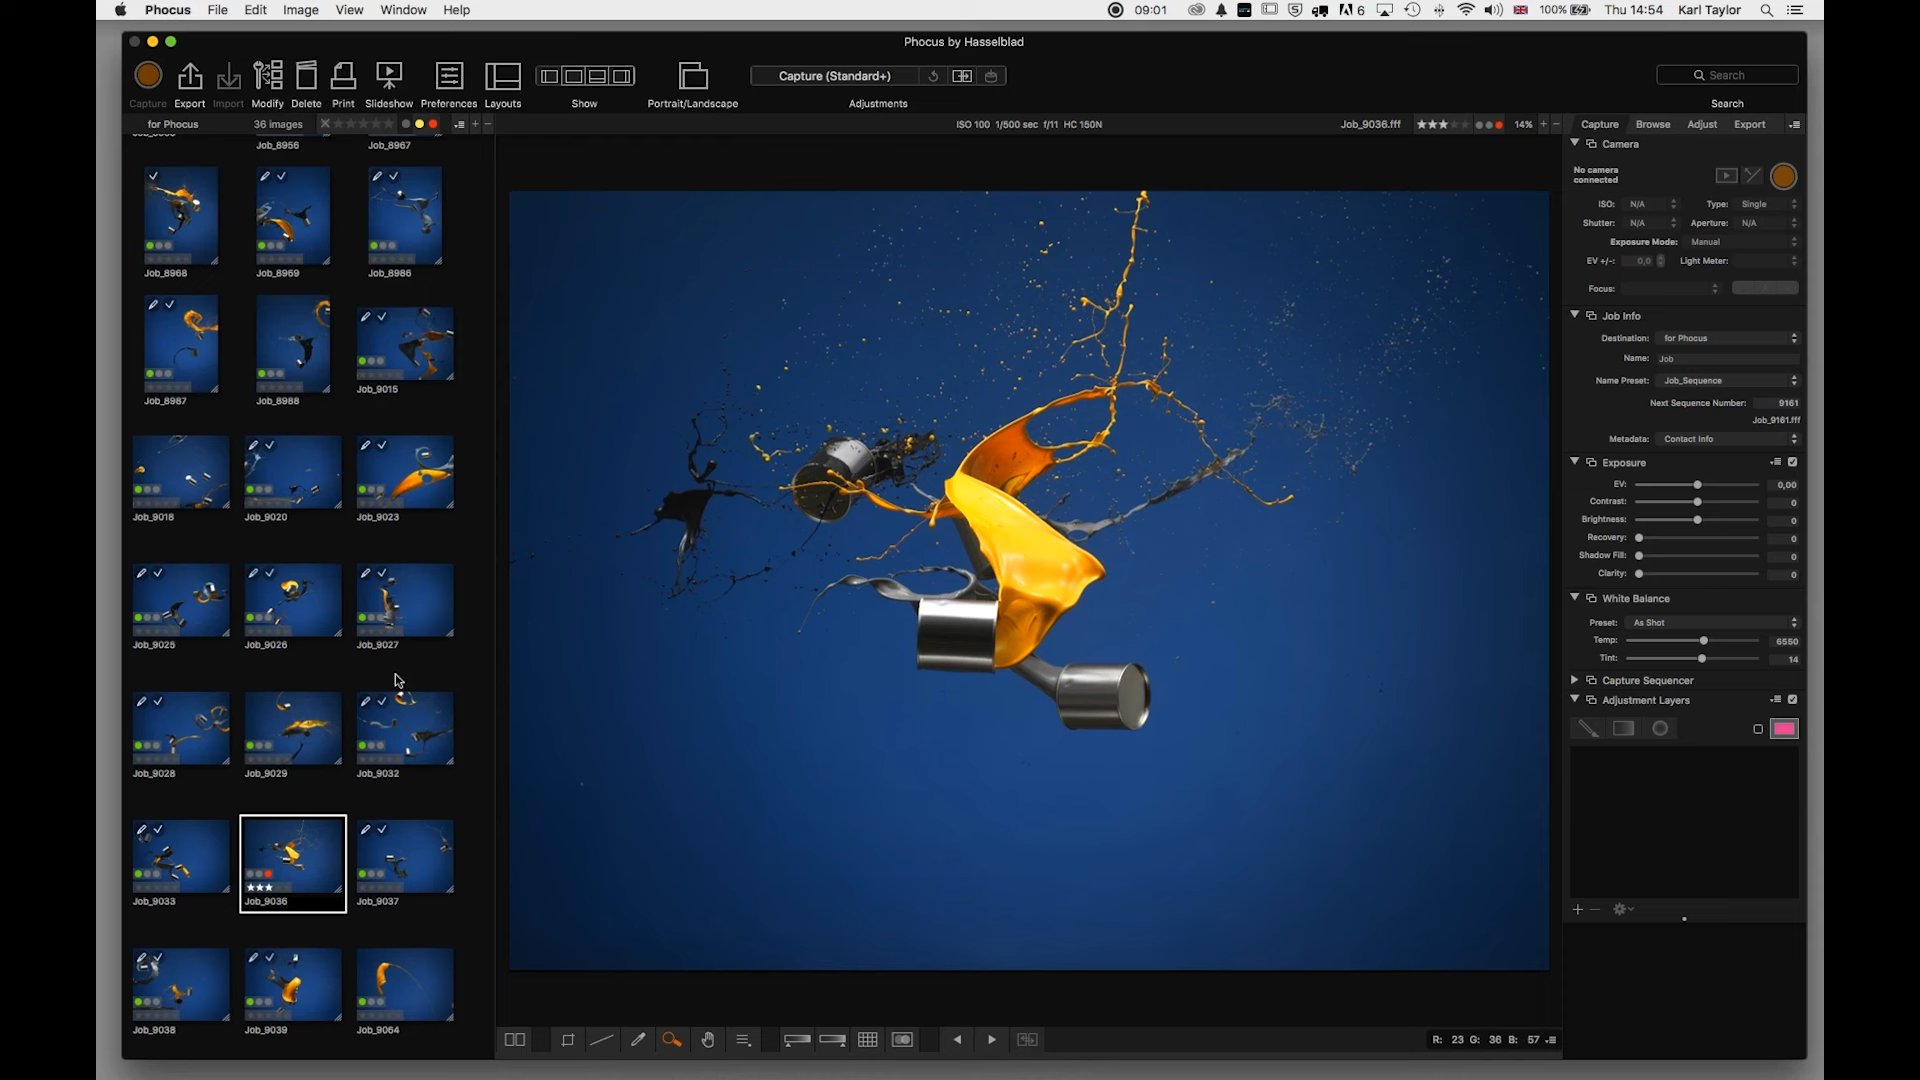 Phocus File Edit Image View Window Help
09:01 6 100% Thu 14:54 Karl Taylor
Phocus by Hasselblad
Capture (Standard+) Search
Capture Export Import Modify Delete Print Slideshow Preferences Layouts Show Portrait/Landscape Adjustments Search
for Phocus 36 images
ISO 100 1/500 sec f/11 HC 150N
Job_9036.fff 14%
Capture Browse Adjust Export
Job_8956 Job_8967
Job_8968 Job_8969 Job_8986
Job_8987 Job_8988 Job_9015
Job_9018 Job_9020 Job_9023
Job_9025 Job_9026 Job_9027
Job_9028 Job_9029 Job_9032
Job_9033 Job_9036 Job_9037
Job_9038 Job_9039 Job_9064
Camera
No camera
connected
ISO: N/A Type: Single
Shutter: N/A Aperture: N/A
Exposure Mode: Manual
EV +/-: 0,0 Light Meter:
Focus:
Job Info
Destination: for Phocus
Name: Job
Name Preset: Job_Sequence
Next Sequence Number: 9161
Job_9161.fff
Metadata: Contact Info
Exposure
EV: 0,00
Contrast: 0
Brightness: 0
Recovery: 0
Shadow Fill: 0
Clarity: 0
White Balance
Preset: As Shot
Temp: 6550
Tint: 14
Capture Sequencer
Adjustment Layers
R: 23 G: 36 B: 57